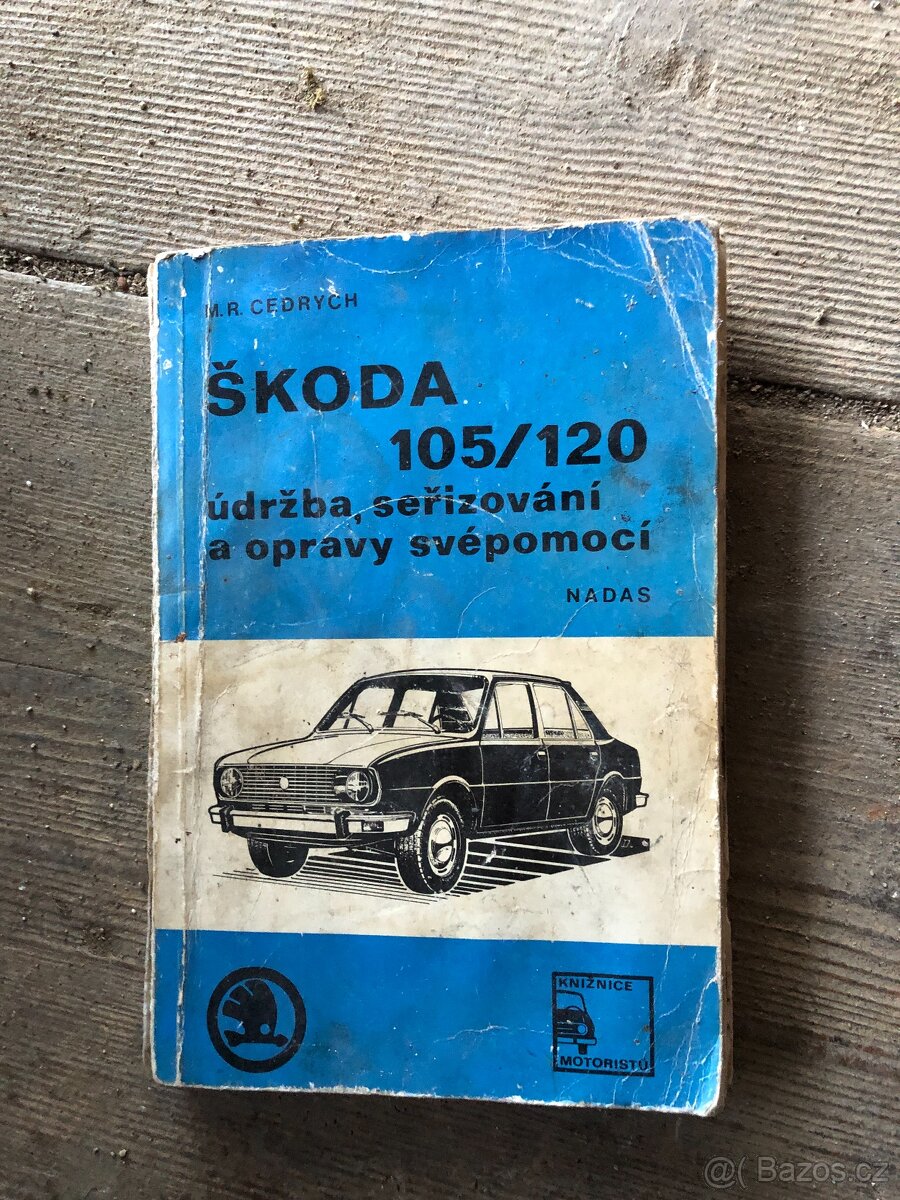 M.R. CEDRYCH
ŠKODA
105/120
údržba, seřizování
a opravy svépomocí
NADAS
KNIŽNICE
MOTORISTŮ
@( Bazos.cz